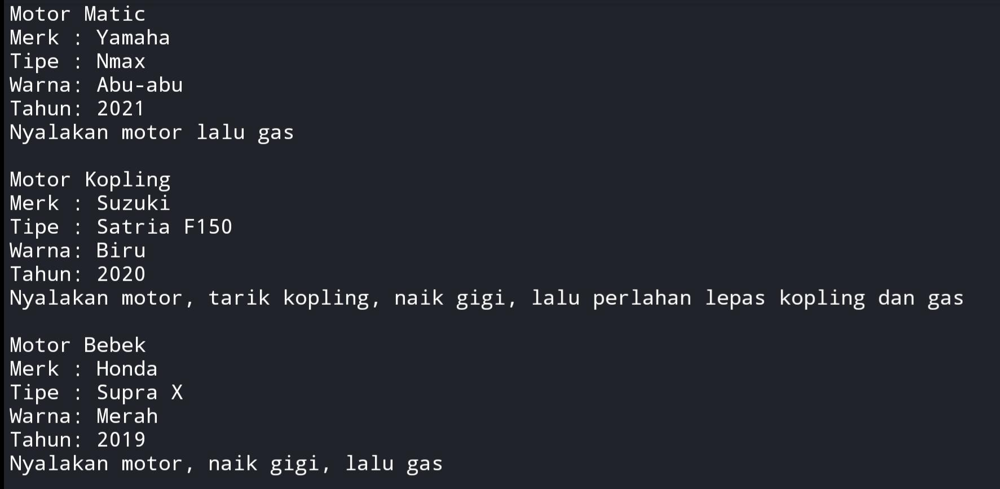 Motor Matic
Merk : Yamaha
Tipe : Nmax
Warna: Abu-abu
Tahun: 2021
Nyalakan motor lalu gas

Motor Kopling
Merk : Suzuki
Tipe : Satria F150
Warna: Biru
Tahun: 2020
Nyalakan motor, tarik kopling, naik gigi, lalu perlahan lepas kopling dan gas

Motor Bebek
Merk : Honda
Tipe : Supra X
Warna: Merah
Tahun: 2019
Nyalakan motor, naik gigi, lalu gas